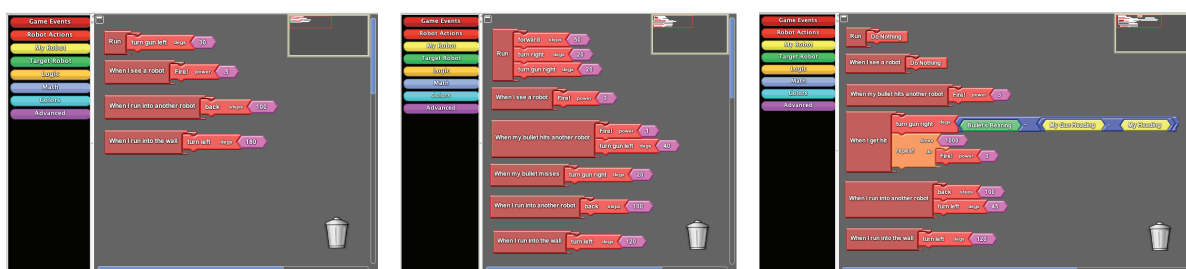 Game Events
Robot Actions
My Robot
Target Robot
Logic
Math
Colors
Advanced
Run turn gun left degs 30
When I see a robot Fire! power 3
When I run into another robot back steps 100
When I run into the wall turn left degs 180
Game Events
Robot Actions
My Robot
Target Robot
Logic
Math
Colors
Advanced
forward steps 50
Run turn right degs 20
turn gun right degs 20
When I see a robot Fire! power 3
When my bullet hits another robot Fire! power 1
turn gun left degs 40
When my bullet misses turn gun right degs 20
When I run into another robot back steps 100
When I run into the wall turn left degs 120
Game Events
Robot Actions
My Robot
Target Robot
Logic
Math
Colors
Advanced
Run Do Nothing
When I see a robot Do Nothing
When my bullet hits another robot Fire! power 3
turn gun right degs Bullet's Bearing - My Gun Heading - My Heading
When I get hit repeat times 1000
do Fire! power 3
When I run into another robot back steps 100
turn left degs 45
When I run into the wall turn left degs 120